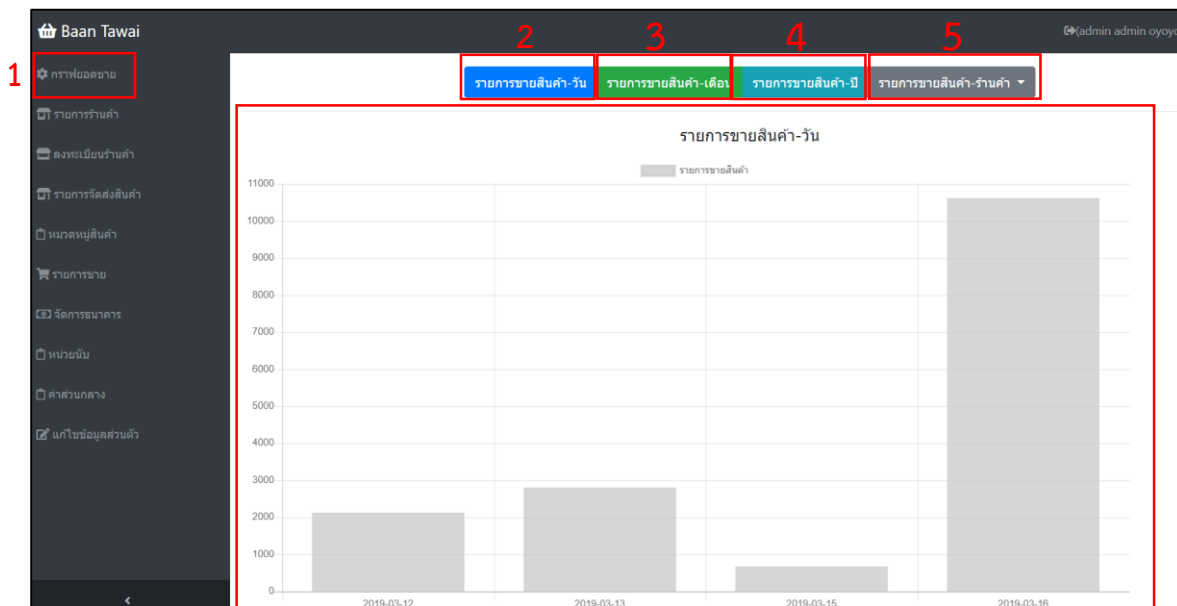 Baan Tawai
(admin admin oyoyo
1
กราฟยอดขาย
รายการร้านค้า
ลงทะเบียนร้านค้า
รายการจัดส่งสินค้า
หมวดหมู่สินค้า
รายการขาย
จัดการธนาคาร
หน่วยนับ
ค่าส่วนกลาง
แก้ไขข้อมูลส่วนตัว
2 3 4 5
รายการขายสินค้า-วัน รายการขายสินค้า-เดือน รายการขายสินค้า-ปี รายการขายสินค้า-ร้านค้า
รายการขายสินค้า-วัน
รายการขายสินค้า
11000
10000
9000
8000
7000
6000
5000
4000
3000
2000
1000
0
2019-03-12 2019-03-13 2019-03-15 2019-03-16